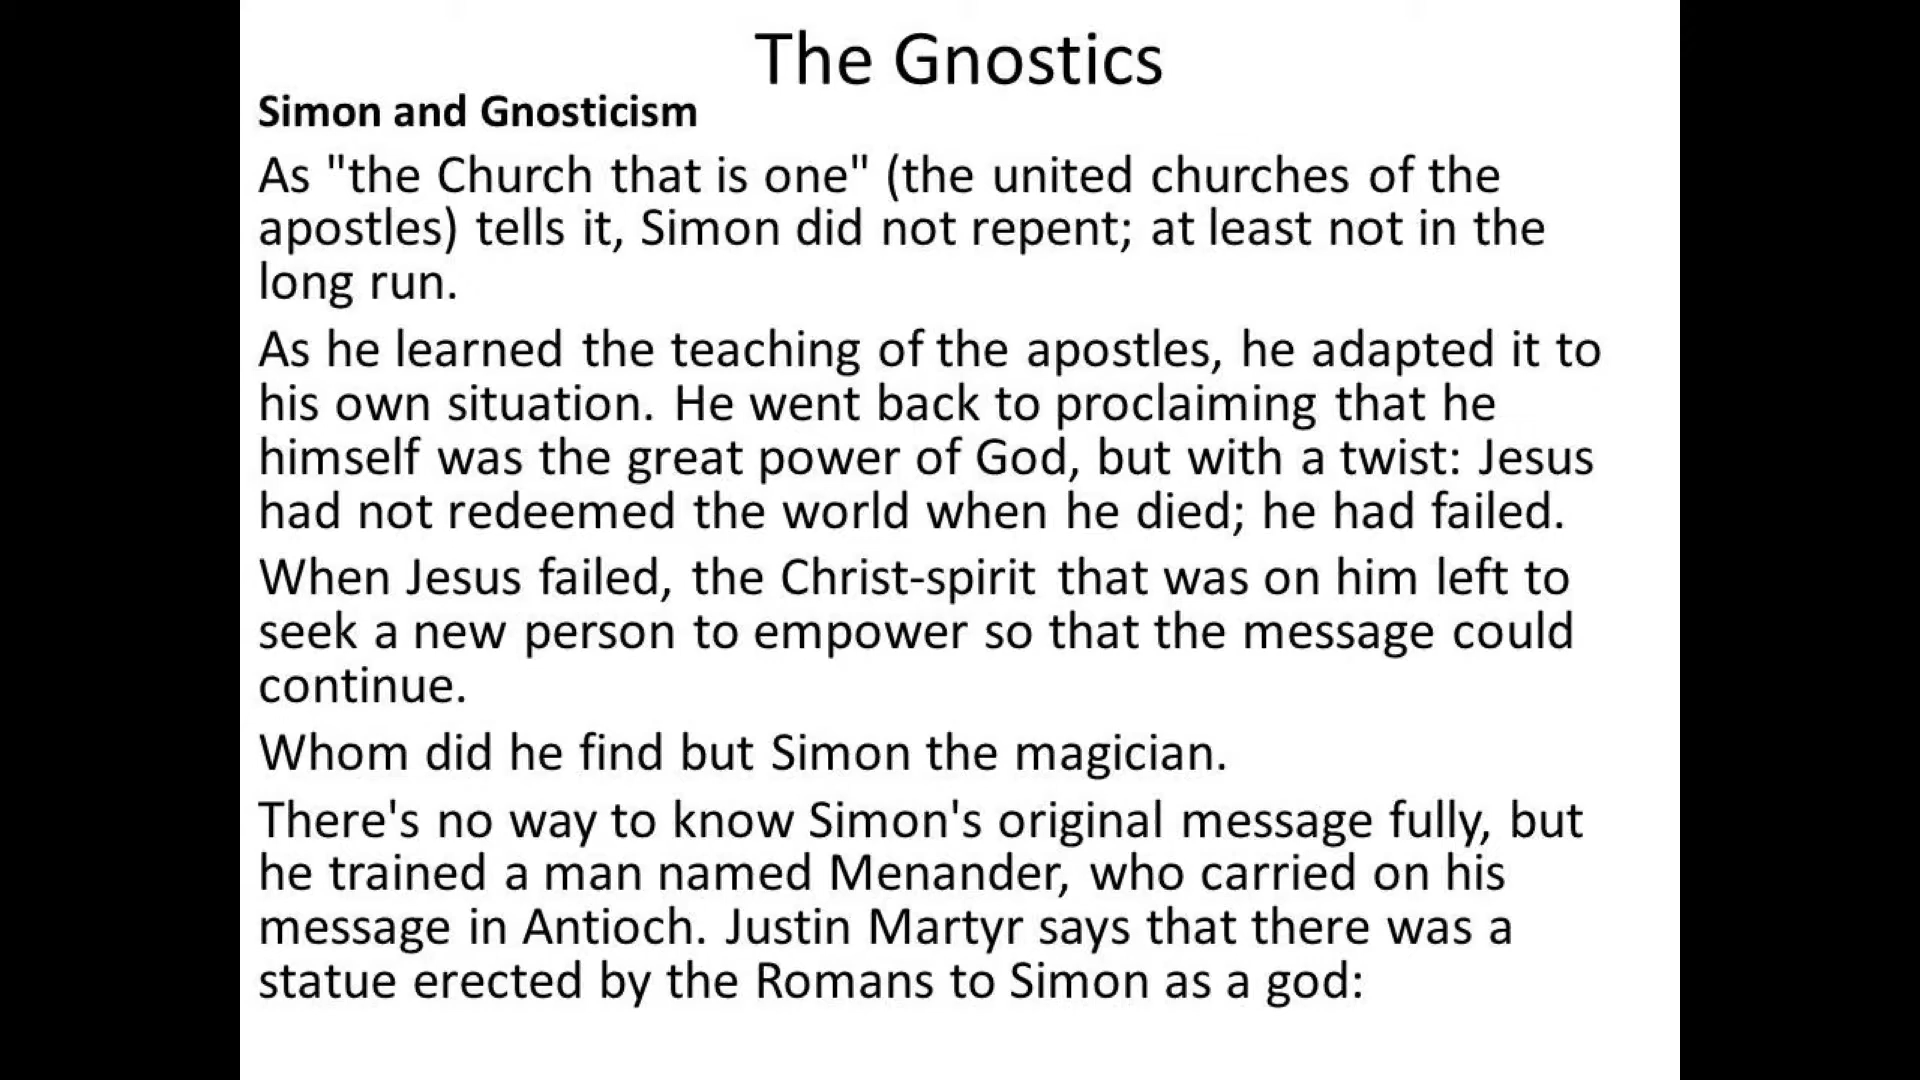 The Gnostics
Simon and Gnosticism
As "the Church that is one" (the united churches of the
apostles) tells it, Simon did not repent; at least not in the
long run.
As he learned the teaching of the apostles, he adapted it to
his own situation. He went back to proclaiming that he
himself was the great power of God, but with a twist: Jesus
had not redeemed the world when he died; he had failed.
When Jesus failed, the Christ-spirit that was on him left to
seek a new person to empower so that the message could
continue.
Whom did he find but Simon the magician.
There's no way to know Simon's original message fully, but
he trained a man named Menander, who carried on his
message in Antioch. Justin Martyr says that there was a
statue erected by the Romans to Simon as a god: